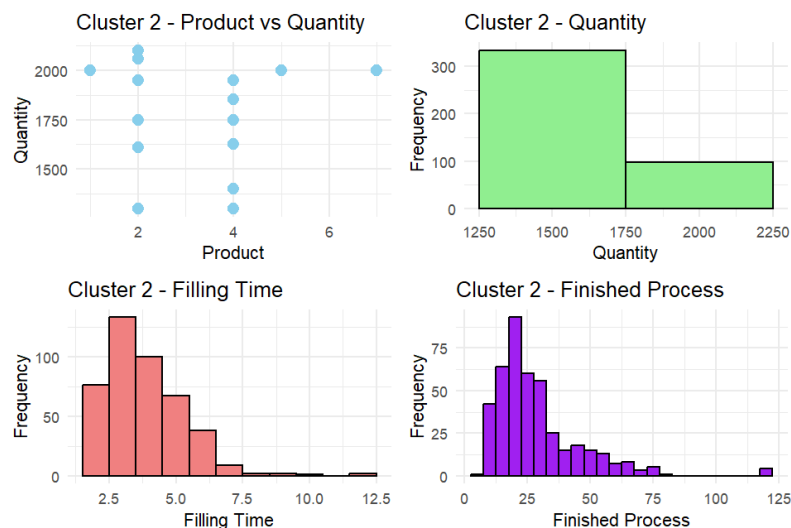 Cluster 2 - Product vs Quantity
2000
1750
1500
Quantity
2
4
6
Product
Cluster 2 - Quantity
300
200
100
0
Frequency
1250
1500
1750
2000
2250
Quantity
Cluster 2 - Filling Time
100
50
0
Frequency
2.5
5.0
7.5
10.0
12.5
Filling Time
Cluster 2 - Finished Process
75
50
25
0
Frequency
0
25
50
75
100
125
Finished Process